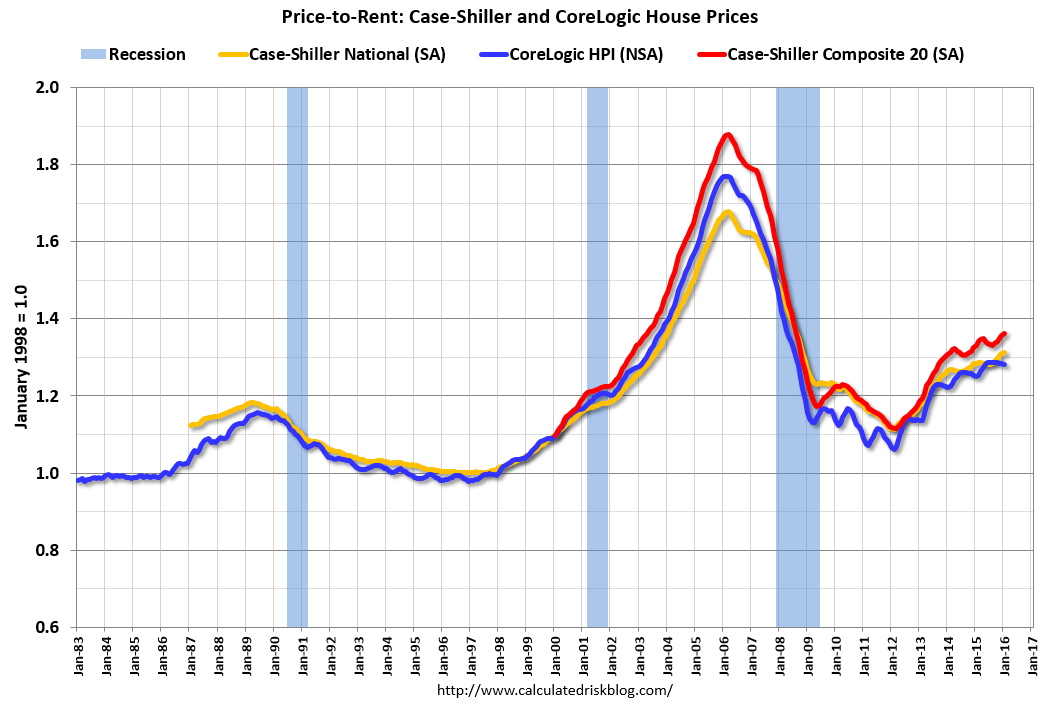 Price-to-Rent: Case-Shiller and CoreLogic House Prices
Recession
Case-Shiller National (SA)
CoreLogic HPI (NSA)
Case-Shiller Composite 20 (SA)
January 1998 = 1.0
2.0
1.8
1.6
1.4
1.2
1.0
0.8
0.6
Jan-83
Jan-84
Jan-85
Jan-86
Jan-87
Jan-88
Jan-89
Jan-90
Jan-91
Jan-92
Jan-93
Jan-94
Jan-95
Jan-96
Jan-97
Jan-98
Jan-99
Jan-00
Jan-01
Jan-02
Jan-03
Jan-04
Jan-05
Jan-06
Jan-07
Jan-08
Jan-09
Jan-10
Jan-11
Jan-12
Jan-13
Jan-14
Jan-15
Jan-16
Jan-17
http://www.calculatedriskblog.com/